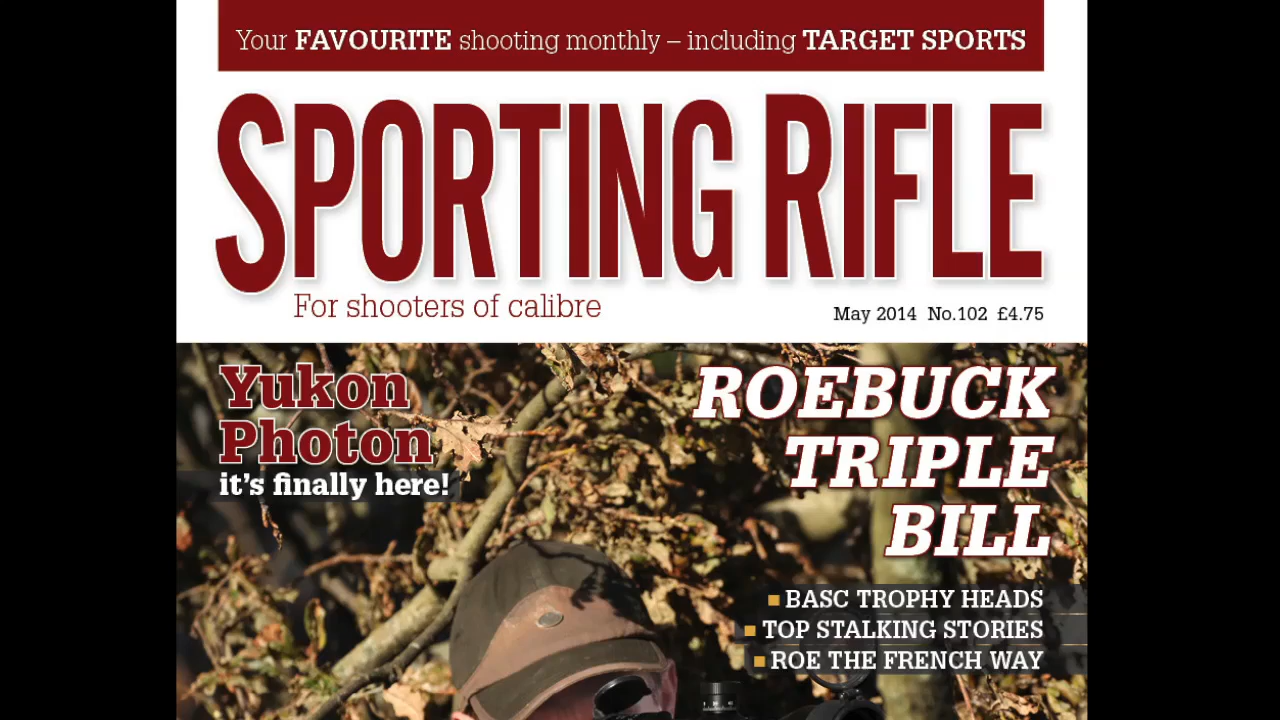 Your FAVOURITE shooting monthly – including TARGET SPORTS
SPORTING RIFLE
For shooters of calibre
May 2014 No.102 £4.75
Yukon
Photon
it's finally here!
ROEBUCK
TRIPLE
BILL
■ BASC TROPHY HEADS
■ TOP STALKING STORIES
■ ROE THE FRENCH WAY